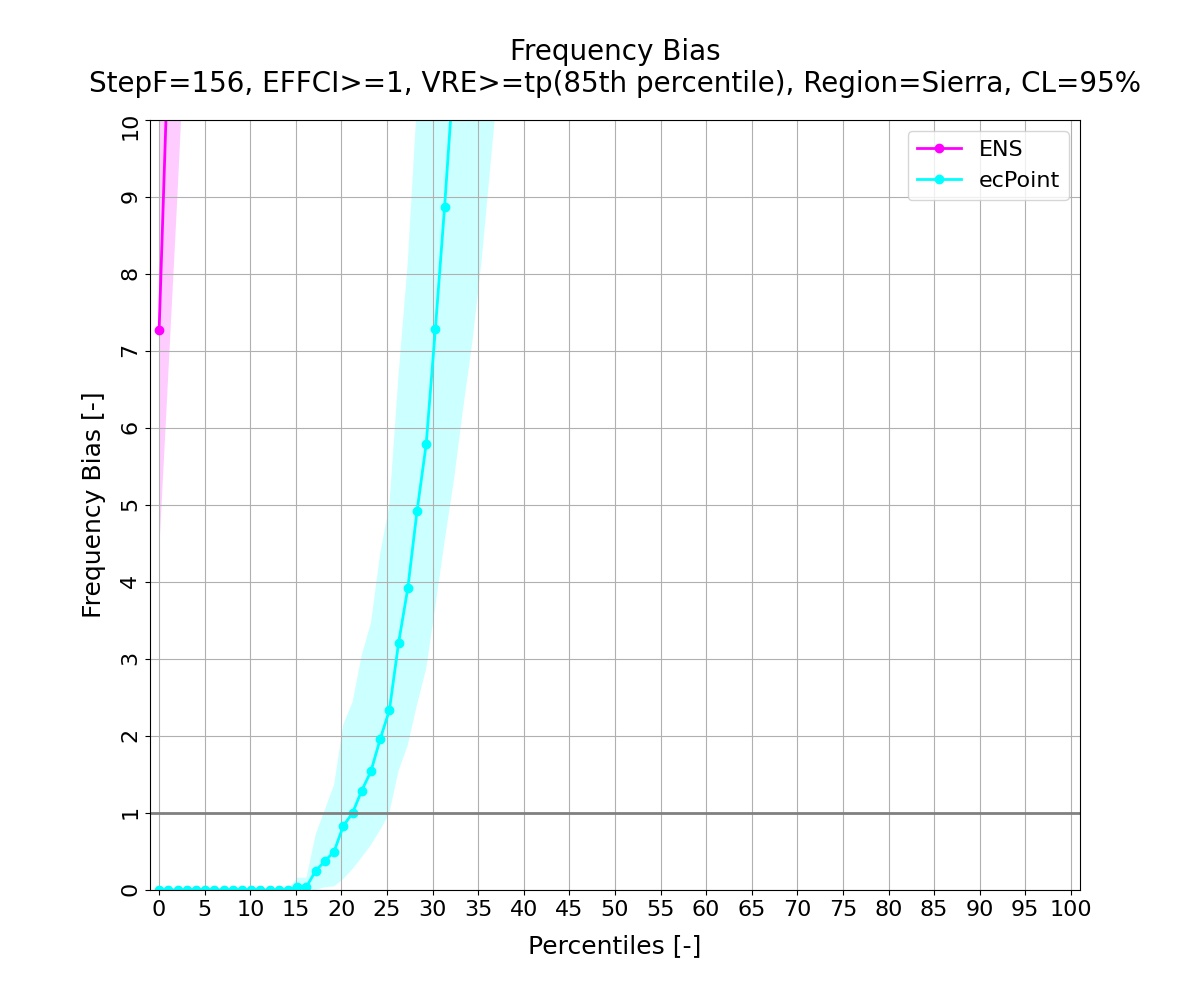 Frequency Bias
StepF=156, EFFCI>=1, VRE>=tp(85th percentile), Region=Sierra, CL=95%
ENS
ecPoint
Frequency Bias [-]
10
9
8
7
6
5
4
3
2
1
0
0 5 10 15 20 25 30 35 40 45 50 55 60 65 70 75 80 85 90 95 100
Percentiles [-]